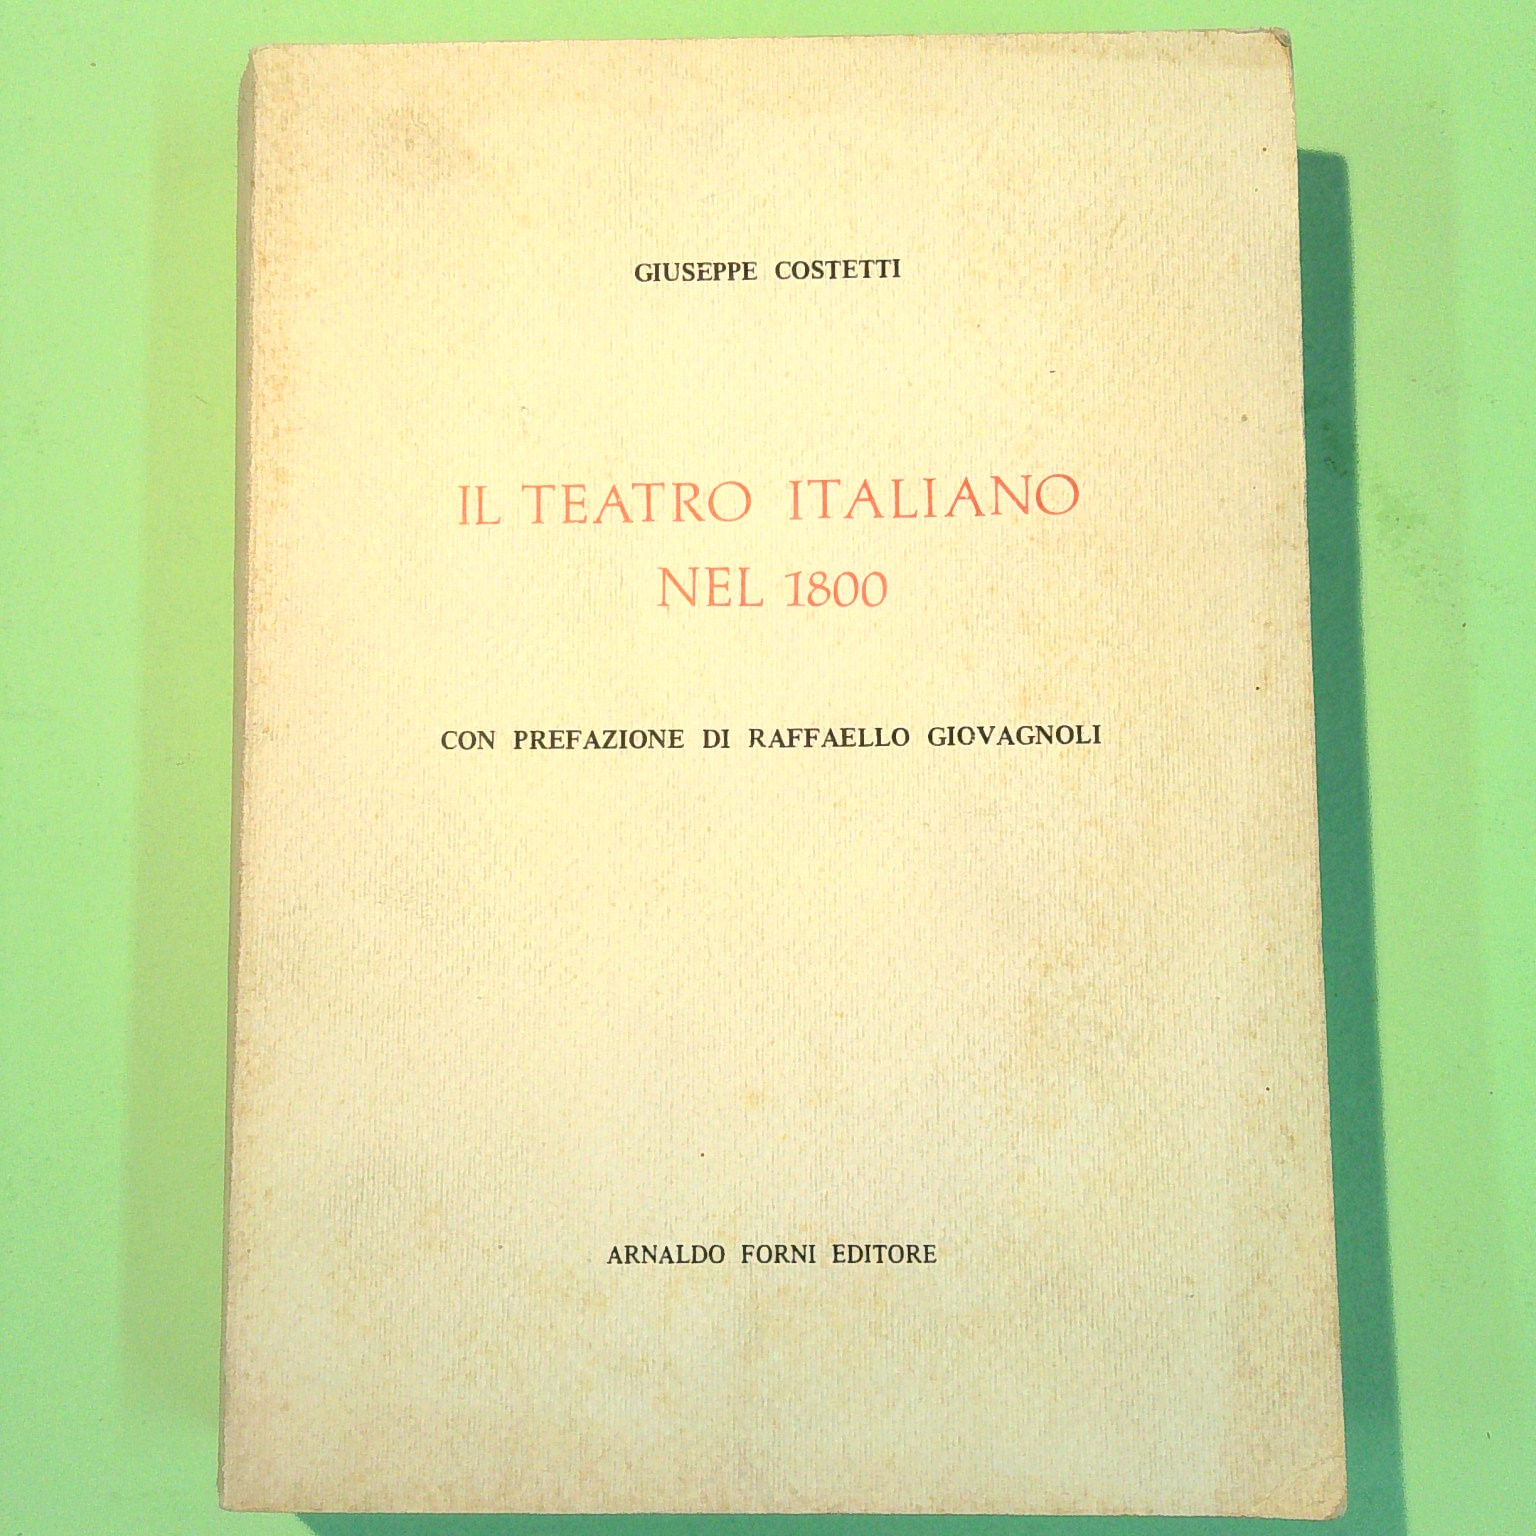 GIUSEPPE COSTETTI
IL TEATRO ITALIANO
NEL 1800
CON PREFAZIONE DI RAFFAELLO GIOVAGNOLI
ARNALDO FORNI EDITORE